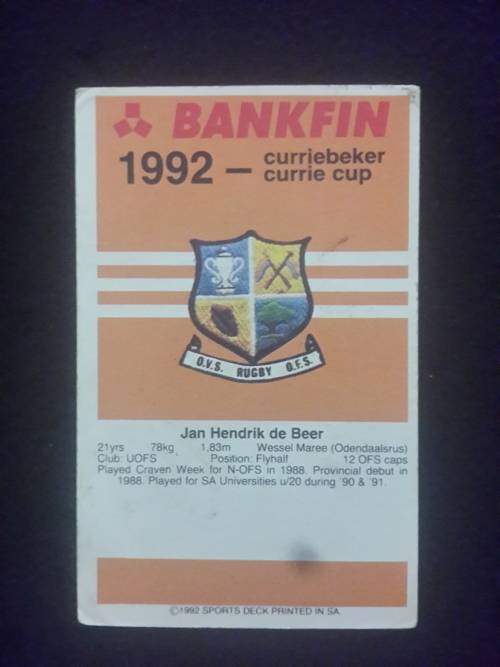 BANKFIN
1992 – curriebeker
currie cup
O.V.S. RUGBY O.F.S.
Jan Hendrik de Beer
21yrs 78kg 1,83m Wessel Maree (Odendaalsrus)
Club: UOFS Position: Flyhalf 12 OFS caps
Played Craven Week for N-OFS in 1988. Provincial debut in
1988. Played for SA Universities u/20 during '90 & '91.
©1992 SPORTS DECK PRINTED IN SA